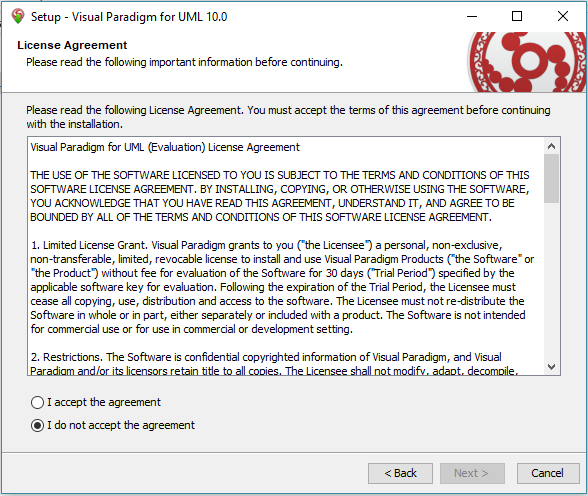 Setup - Visual Paradigm for UML 10.0
License Agreement
Please read the following important information before continuing.
Please read the following License Agreement. You must accept the terms of this agreement before continuing
with the installation.
Visual Paradigm for UML (Evaluation) License Agreement
THE USE OF THE SOFTWARE LICENSED TO YOU IS SUBJECT TO THE TERMS AND CONDITIONS OF THIS
SOFTWARE LICENSE AGREEMENT. BY INSTALLING, COPYING, OR OTHERWISE USING THE SOFTWARE,
YOU ACKNOWLEDGE THAT YOU HAVE READ THIS AGREEMENT, UNDERSTAND IT, AND AGREE TO BE
BOUND BY ALL OF THE TERMS AND CONDITIONS OF THIS SOFTWARE LICENSE AGREEMENT.
1. Limited License Grant. Visual Paradigm grants to you ("the Licensee") a personal, non-exclusive,
non-transferable, limited, revocable license to install and use Visual Paradigm Products ("the Software" or
"the Product") without fee for evaluation of the Software for 30 days ("Trial Period") specified by the
applicable software key for evaluation. Following the expiration of the Trial Period, the Licensee must
cease all copying, use, distribution and access to the software. The Licensee must not re-distribute the
Software in whole or in part, either separately or included with a product. The Software is not intended
for commercial use or for use in commercial or development setting.
2. Restrictions. The Software is confidential copyrighted information of Visual Paradigm, and Visual
Paradigm and/or its licensors retain title to all copies. The Licensee shall not modify, adapt, decompile,
I accept the agreement
I do not accept the agreement
< Back
Next >
Cancel